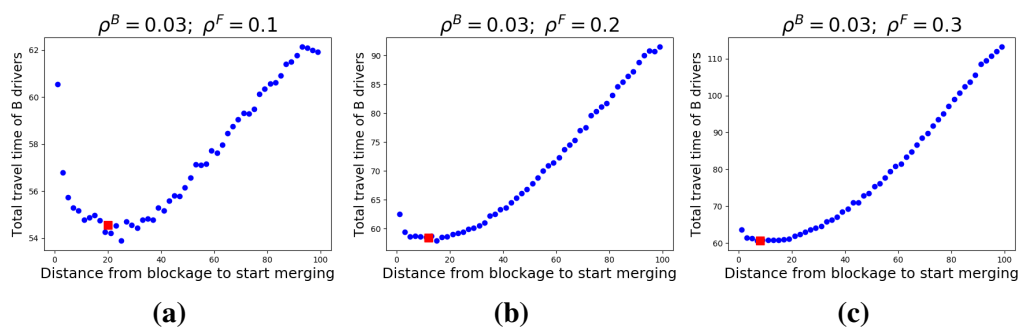 ρ^B = 0.03; ρ^F = 0.1
Total travel time of B drivers
62
60
58
56
54
0 20 40 60 80 100
Distance from blockage to start merging
(a)
ρ^B = 0.03; ρ^F = 0.2
Total travel time of B drivers
90
85
80
75
70
65
60
0 20 40 60 80 100
Distance from blockage to start merging
(b)
ρ^B = 0.03; ρ^F = 0.3
Total travel time of B drivers
110
100
90
80
70
60
0 20 40 60 80 100
Distance from blockage to start merging
(c)